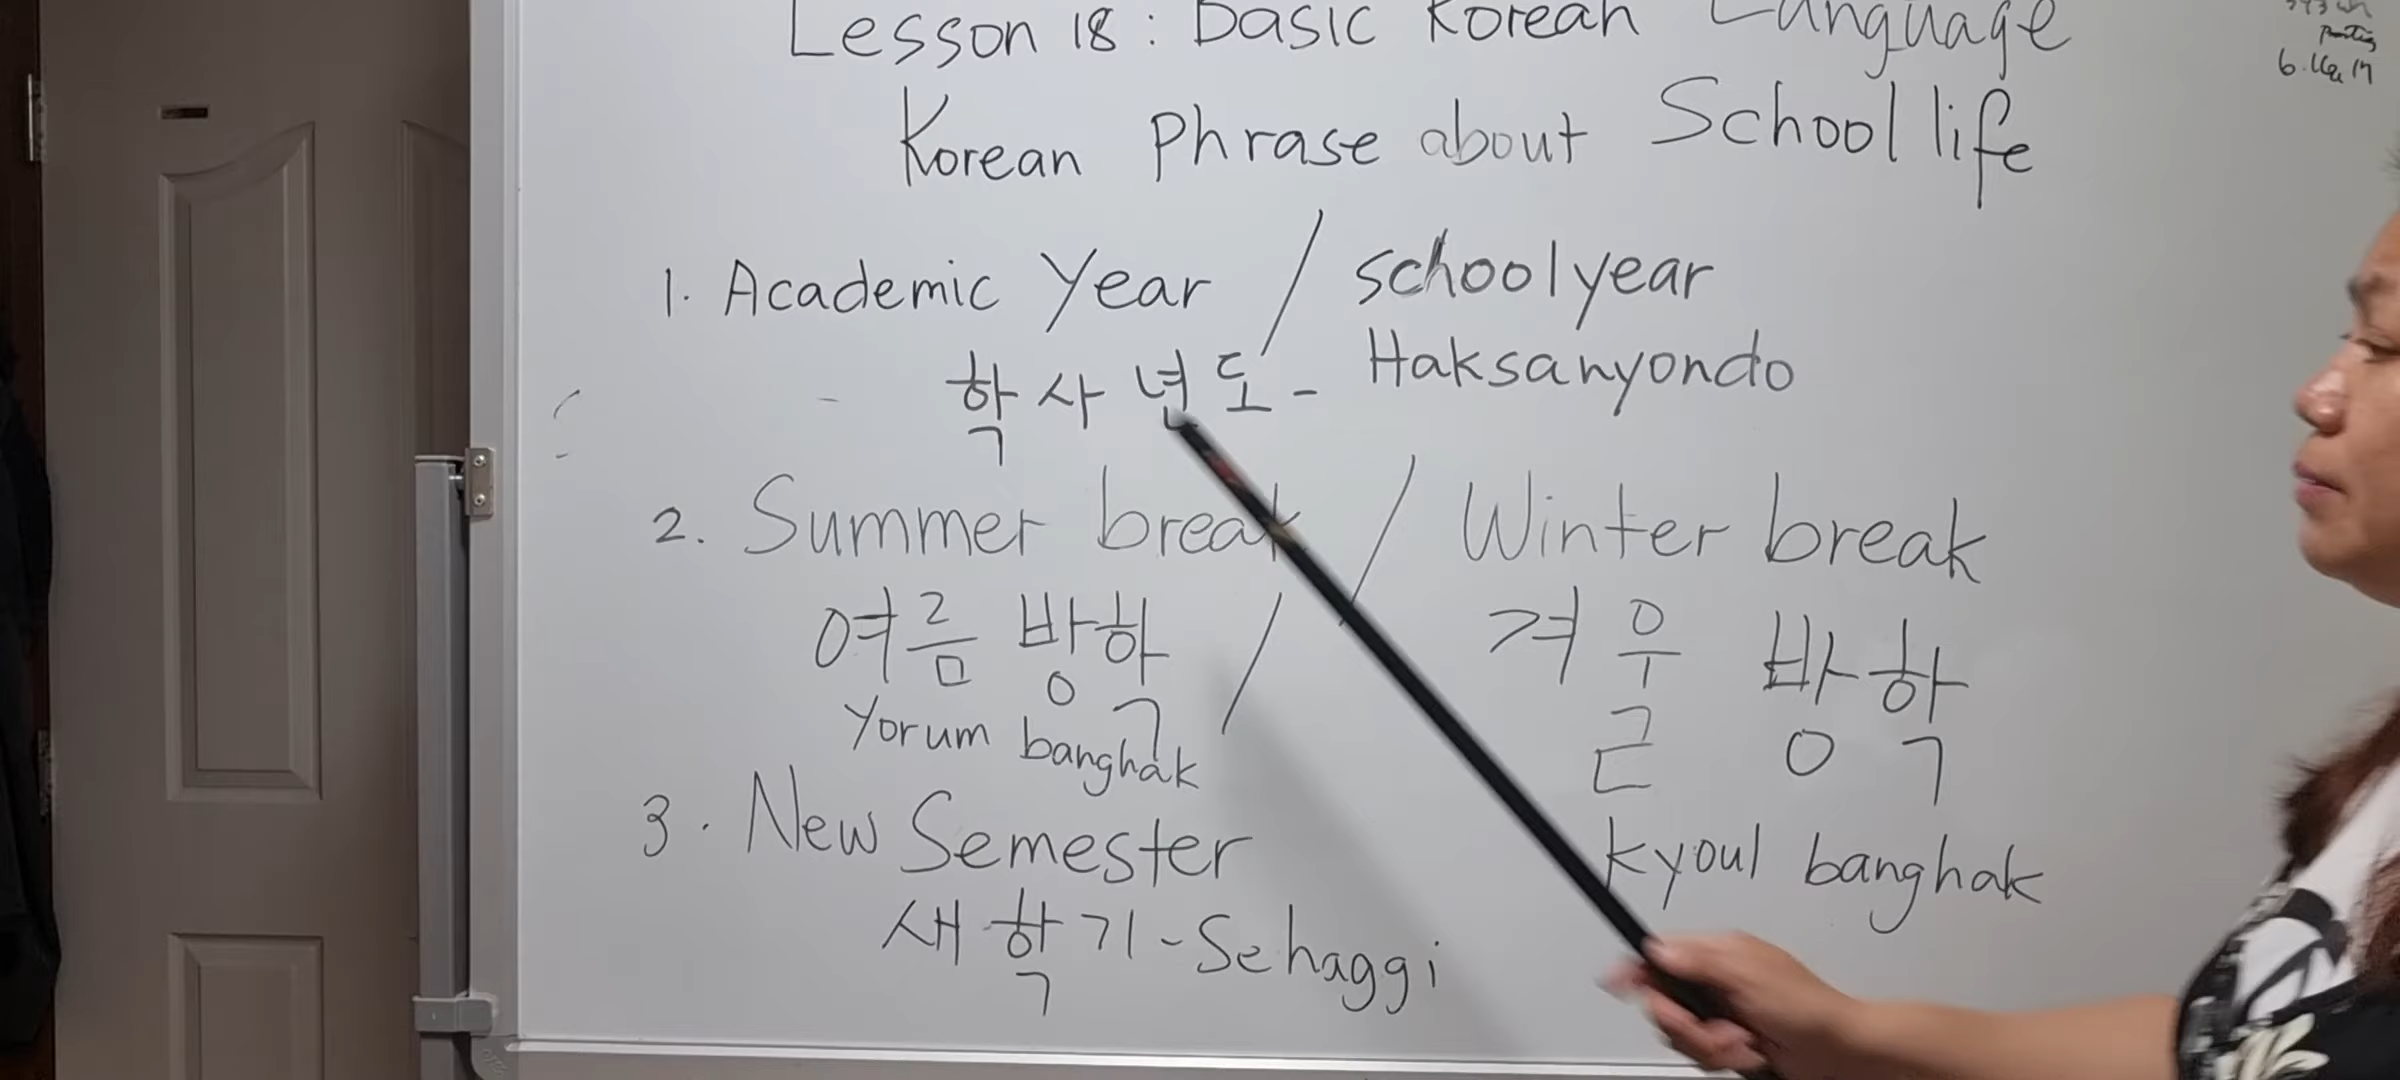 Lesson 18 : Basic Korean Language
Korean Phrase about School life
1. Academic Year / schoolyear
학사년도 - Haksanyondo
2. Summer break / Winter break
여름 방학 / 겨울 방학
Yorum banghak
kyoul banghak
3. New Semester
새학기 - Sehaggi